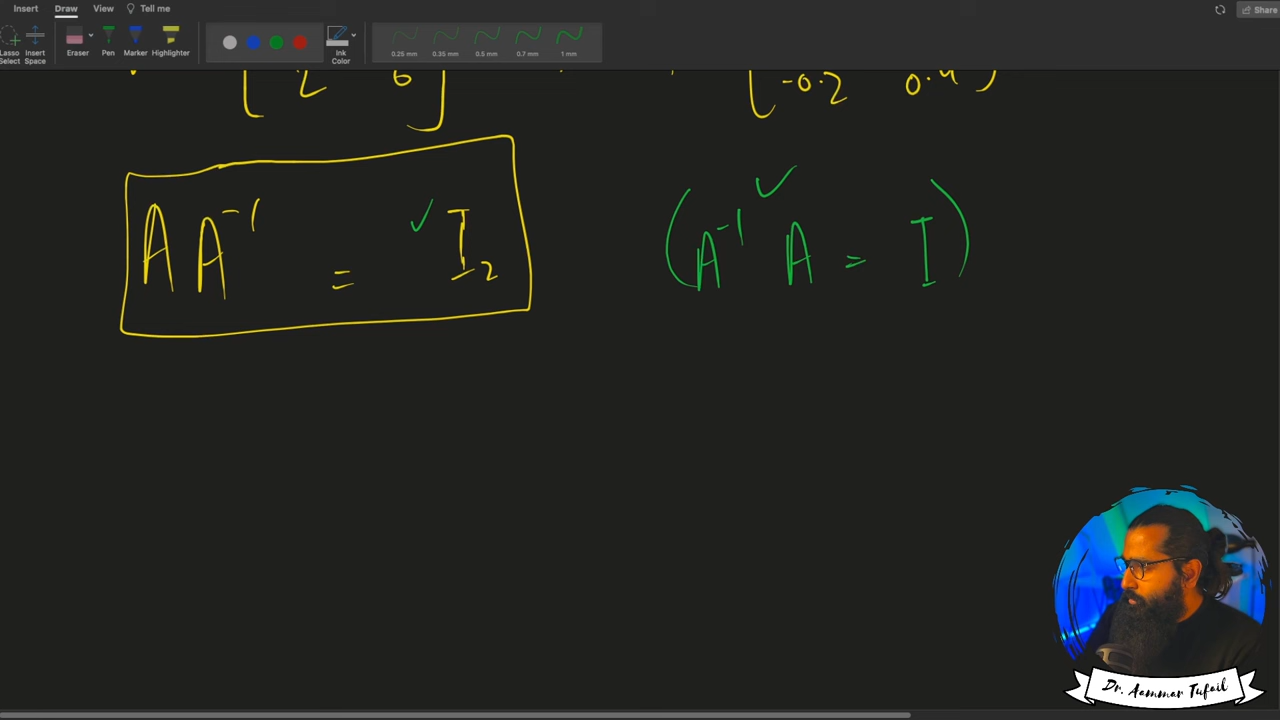 Insert Draw View Tell me
Share
Lasso Select Insert Space Eraser Pen Marker Highlighter Ink Color 0.25 mm 0.35 mm 0.5 mm 0.7 mm 1 mm
2 6 -0.2 0.4
A A⁻¹ = ✓ I₂ (A⁻¹ ✓ A = I)
Dr. Aammar Tufail